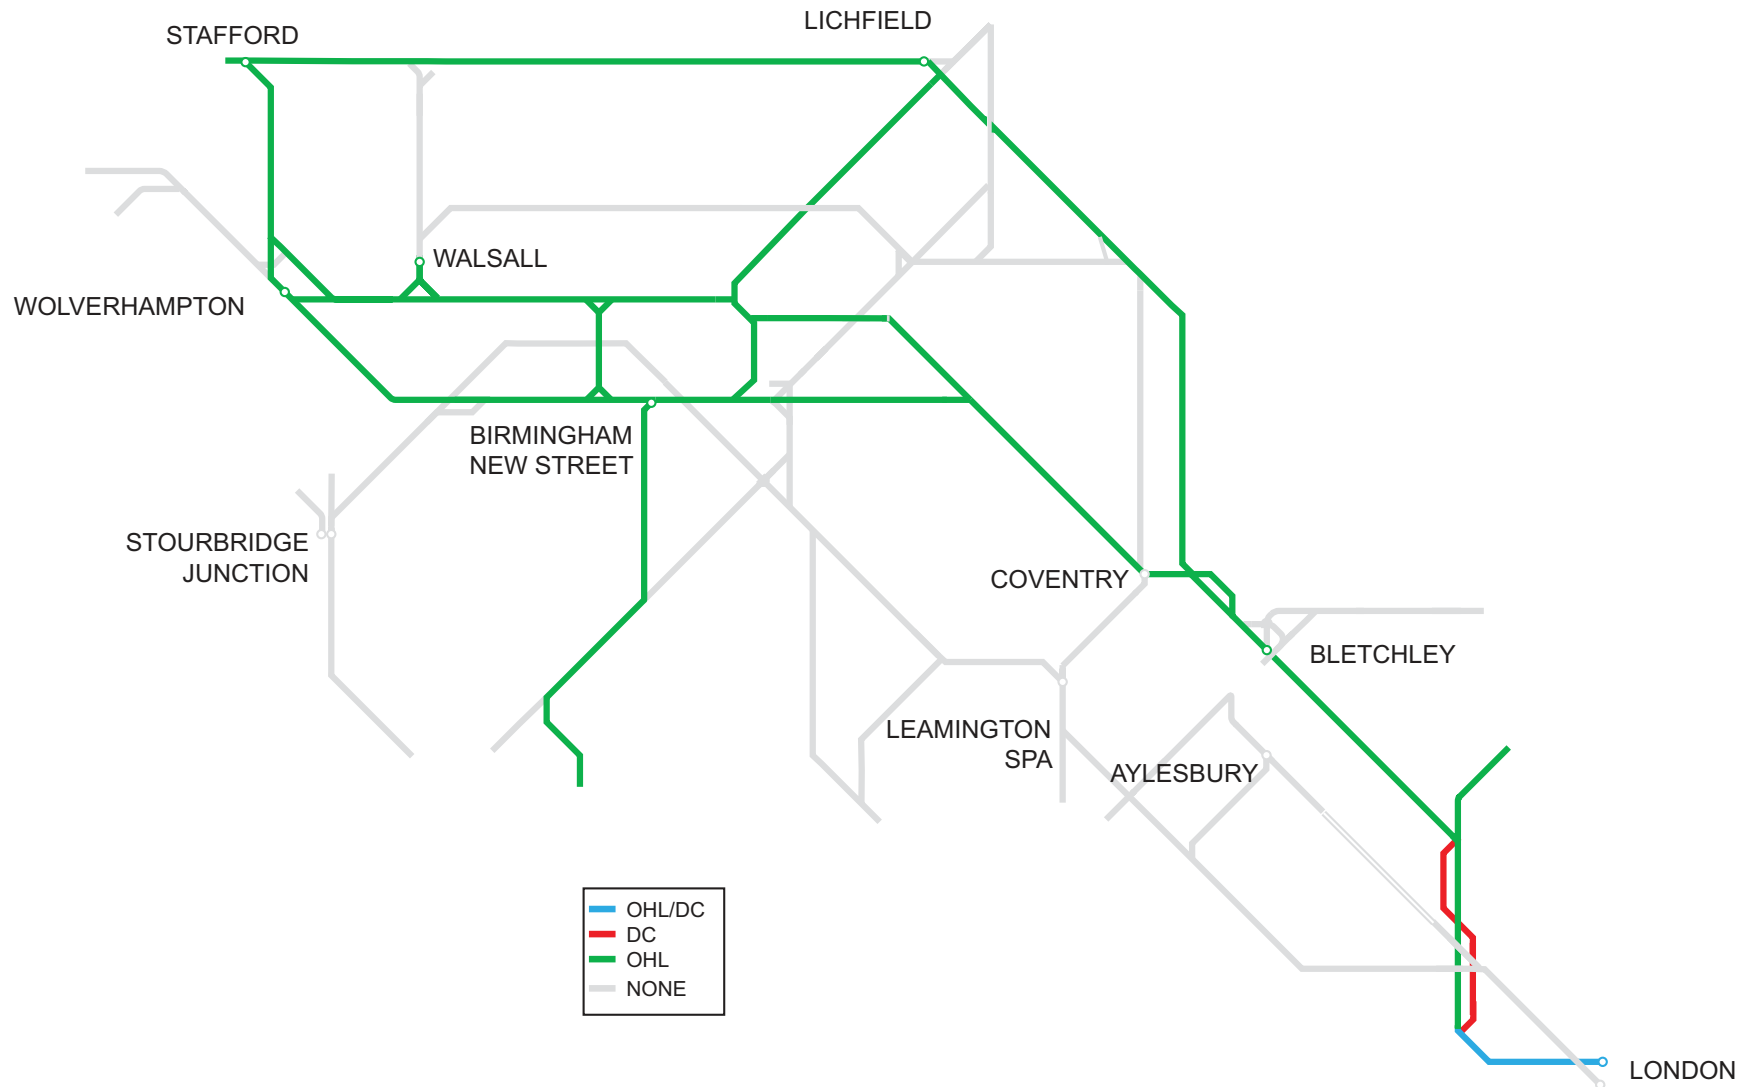 LICHFIELD
STAFFORD
WALSALL
WOLVERHAMPTON
BIRMINGHAM
NEW STREET
STOURBRIDGE
JUNCTION
COVENTRY
BLETCHLEY
LEAMINGTON
SPA
AYLESBURY
OHL/DC
DC
OHL
NONE
LONDON